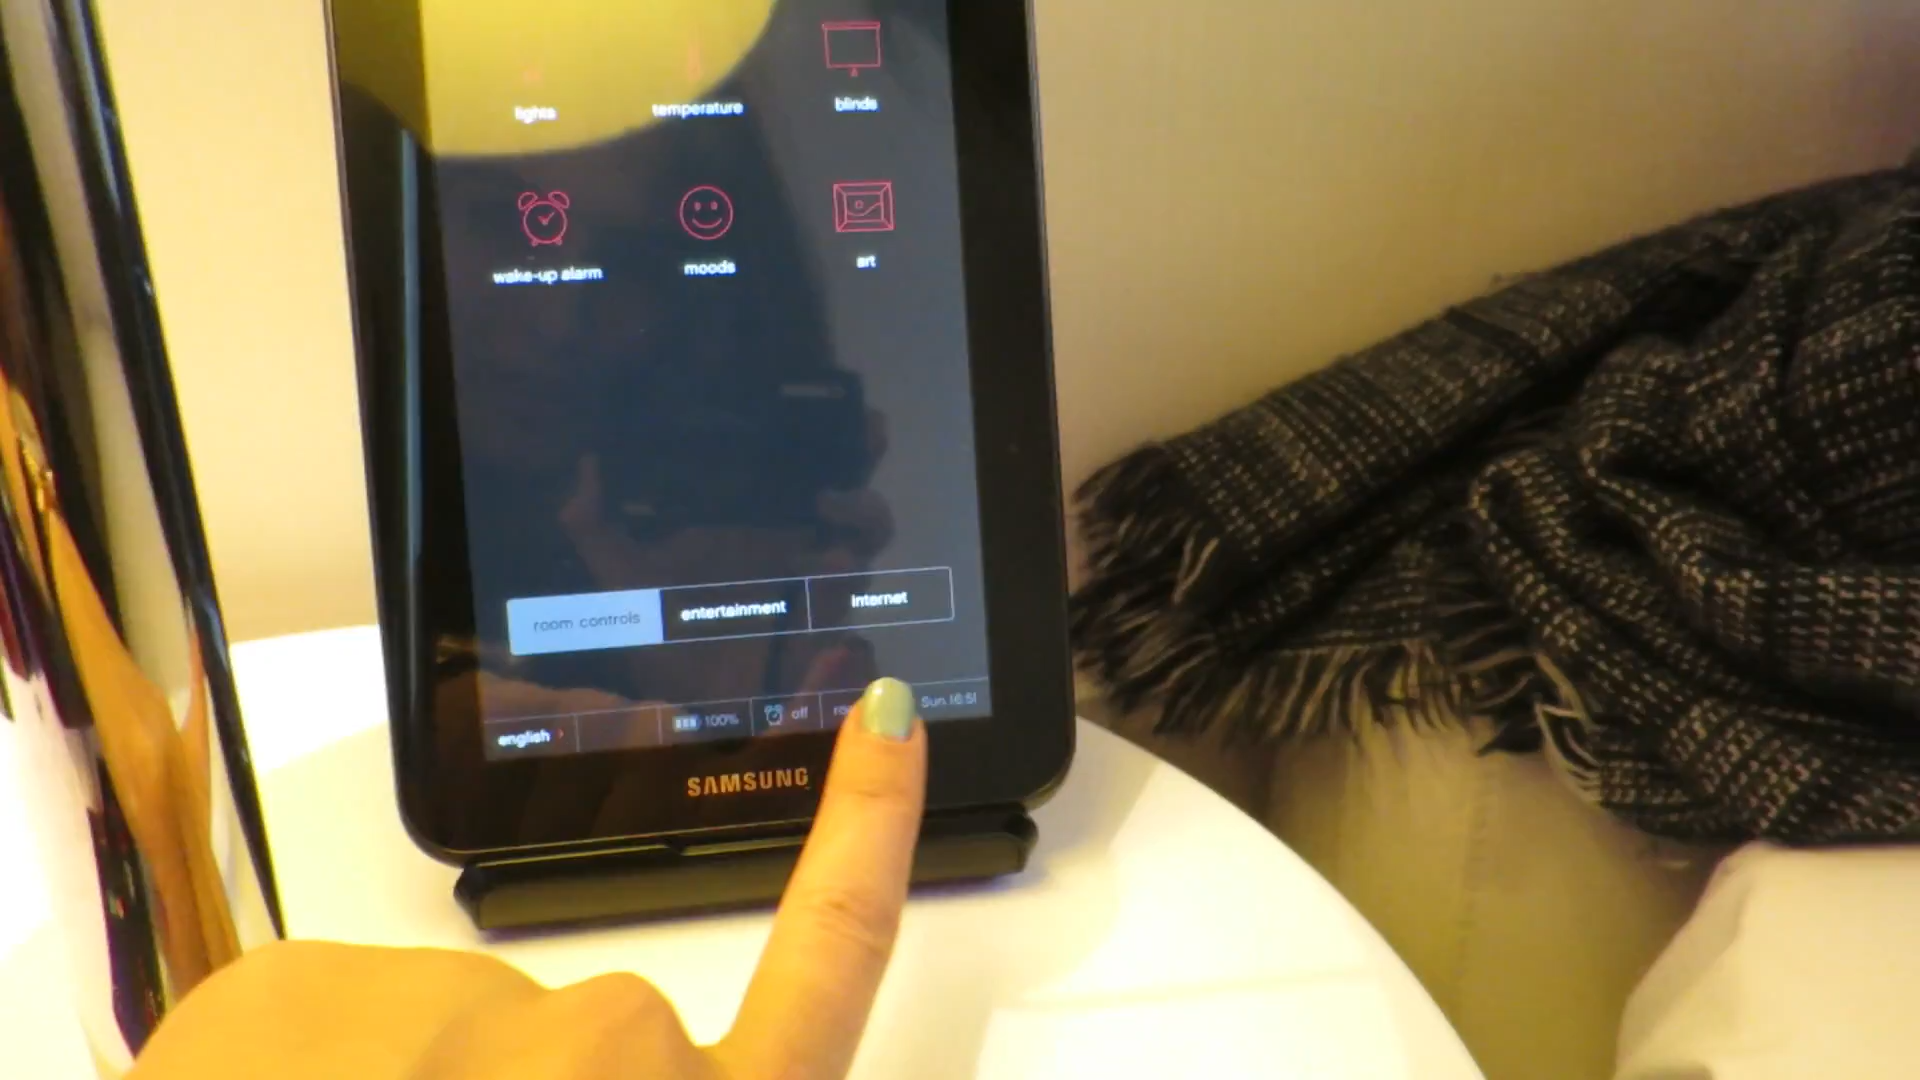 lights temperature blinds
wake-up alarm moods art
room controls entertainment internet
english 100% off Sun 16:51
SAMSUNG